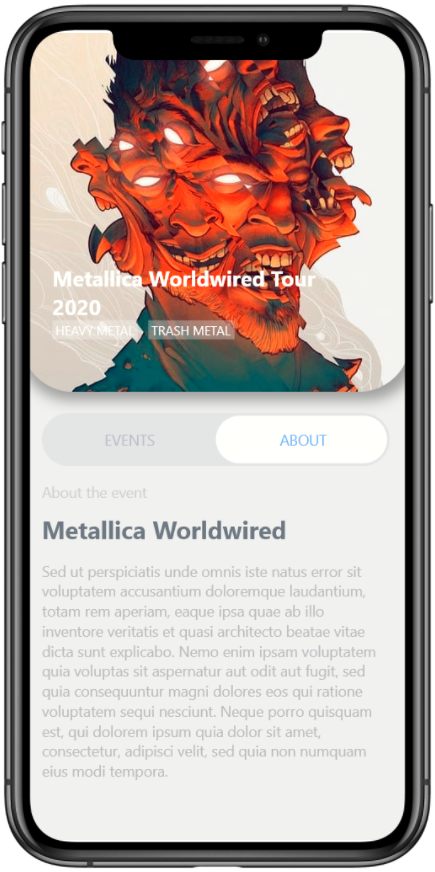 Metallica Worldwired Tour
2020
HEAVY METAL TRASH METAL
EVENTS ABOUT
About the event
Metallica Worldwired
Sed ut perspiciatis unde omnis iste natus error sit
voluptatem accusantium doloremque laudantium,
totam rem aperiam, eaque ipsa quae ab illo
inventore veritatis et quasi architecto beatae vitae
dicta sunt explicabo. Nemo enim ipsam voluptatem
quia voluptas sit aspernatur aut odit aut fugit, sed
quia consequuntur magni dolores eos qui ratione
voluptatem sequi nesciunt. Neque porro quisquam
est, qui dolorem ipsum quia dolor sit amet,
consectetur, adipisci velit, sed quia non numquam
eius modi tempora.